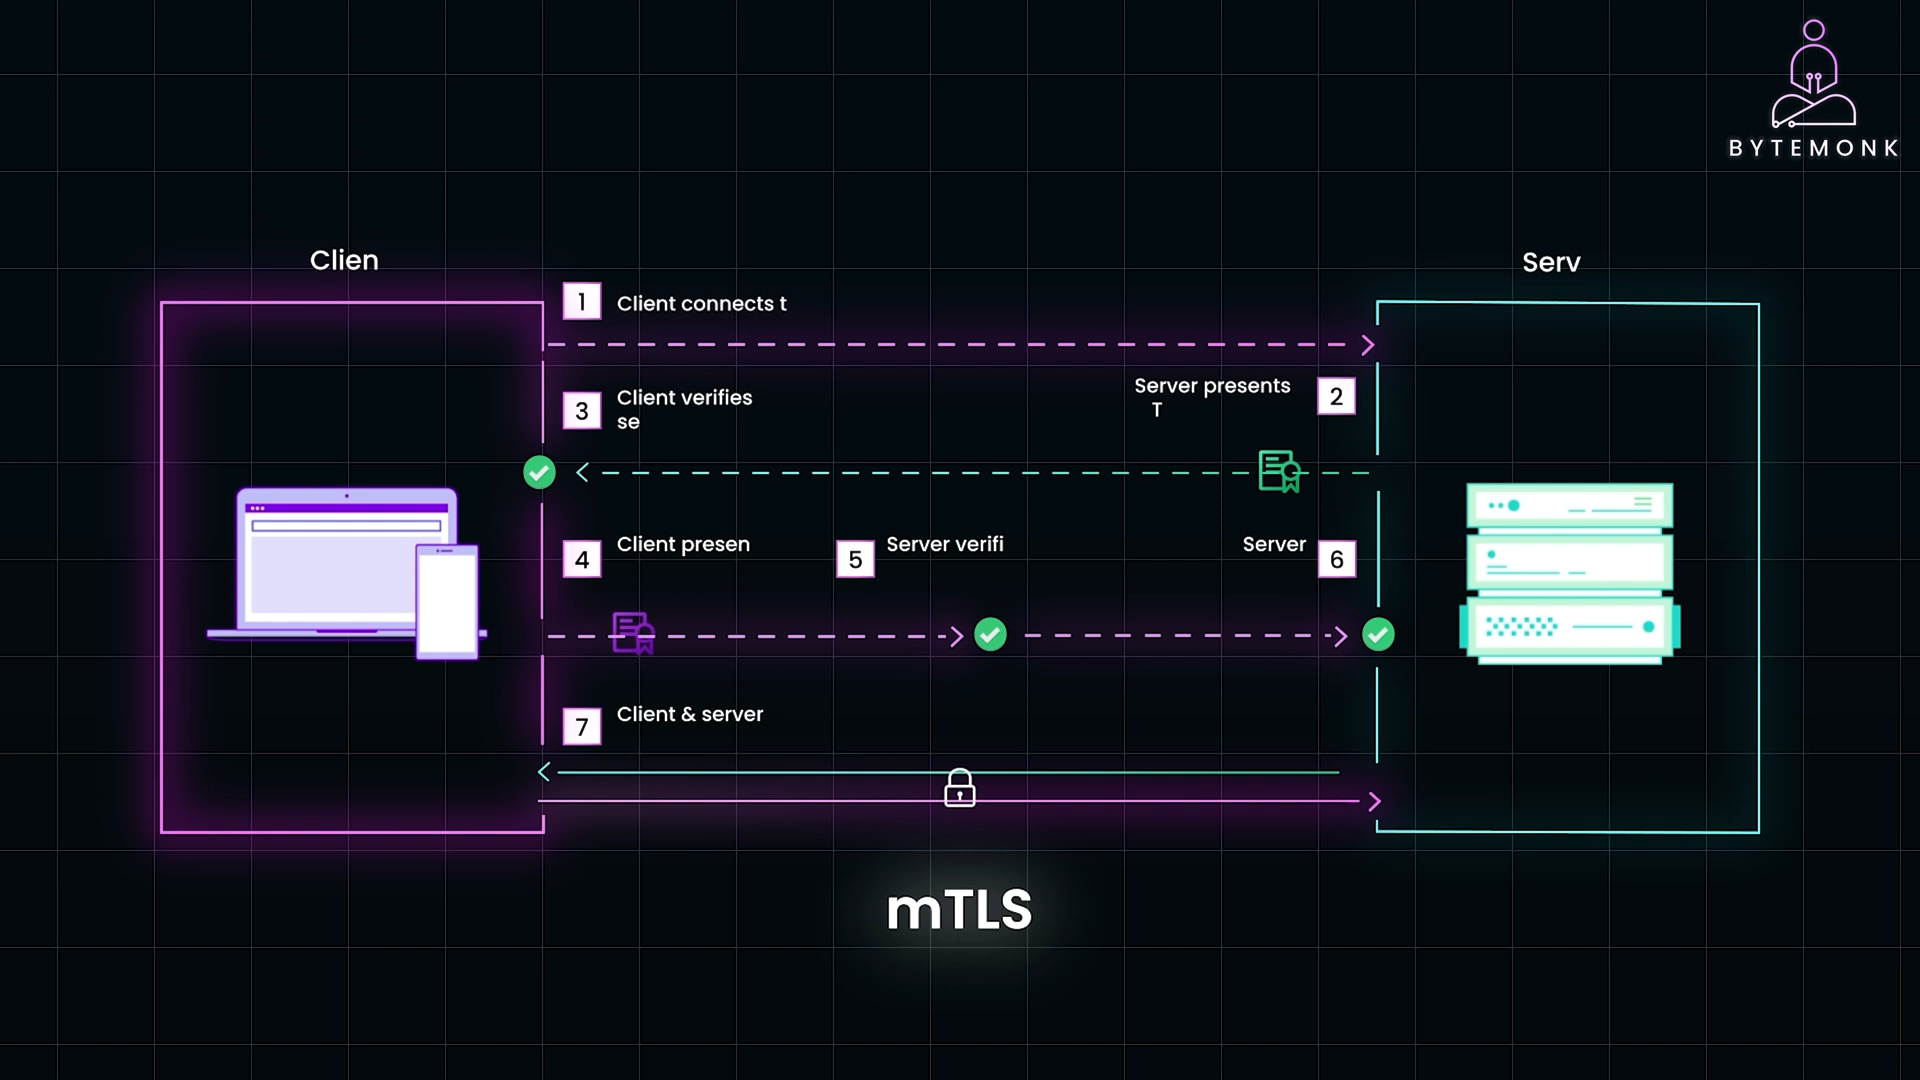 BYTEMONK
Clien
Serv
1 Client connects t
Server presents 2
T
3 Client verifies
se
4 Client presen
5 Server verifi
Server 6
7 Client & server
mTLS